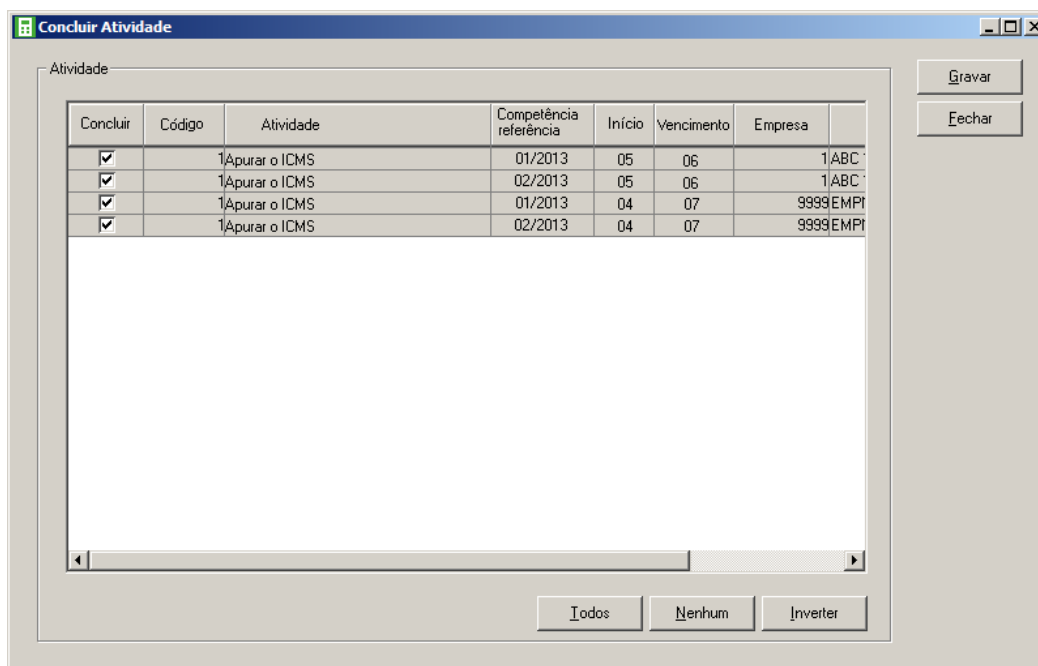 Concluir Atividade
Atividade
Gravar
Fechar
Concluir Código Atividade Competência referência Início Vencimento Empresa
1 Apurar o ICMS 01/2013 05 06 1 ABC
1 Apurar o ICMS 02/2013 05 06 1 ABC
1 Apurar o ICMS 01/2013 04 07 9999
1 Apurar o ICMS 02/2013 04 07 9999
Todos Nenhum Inverter